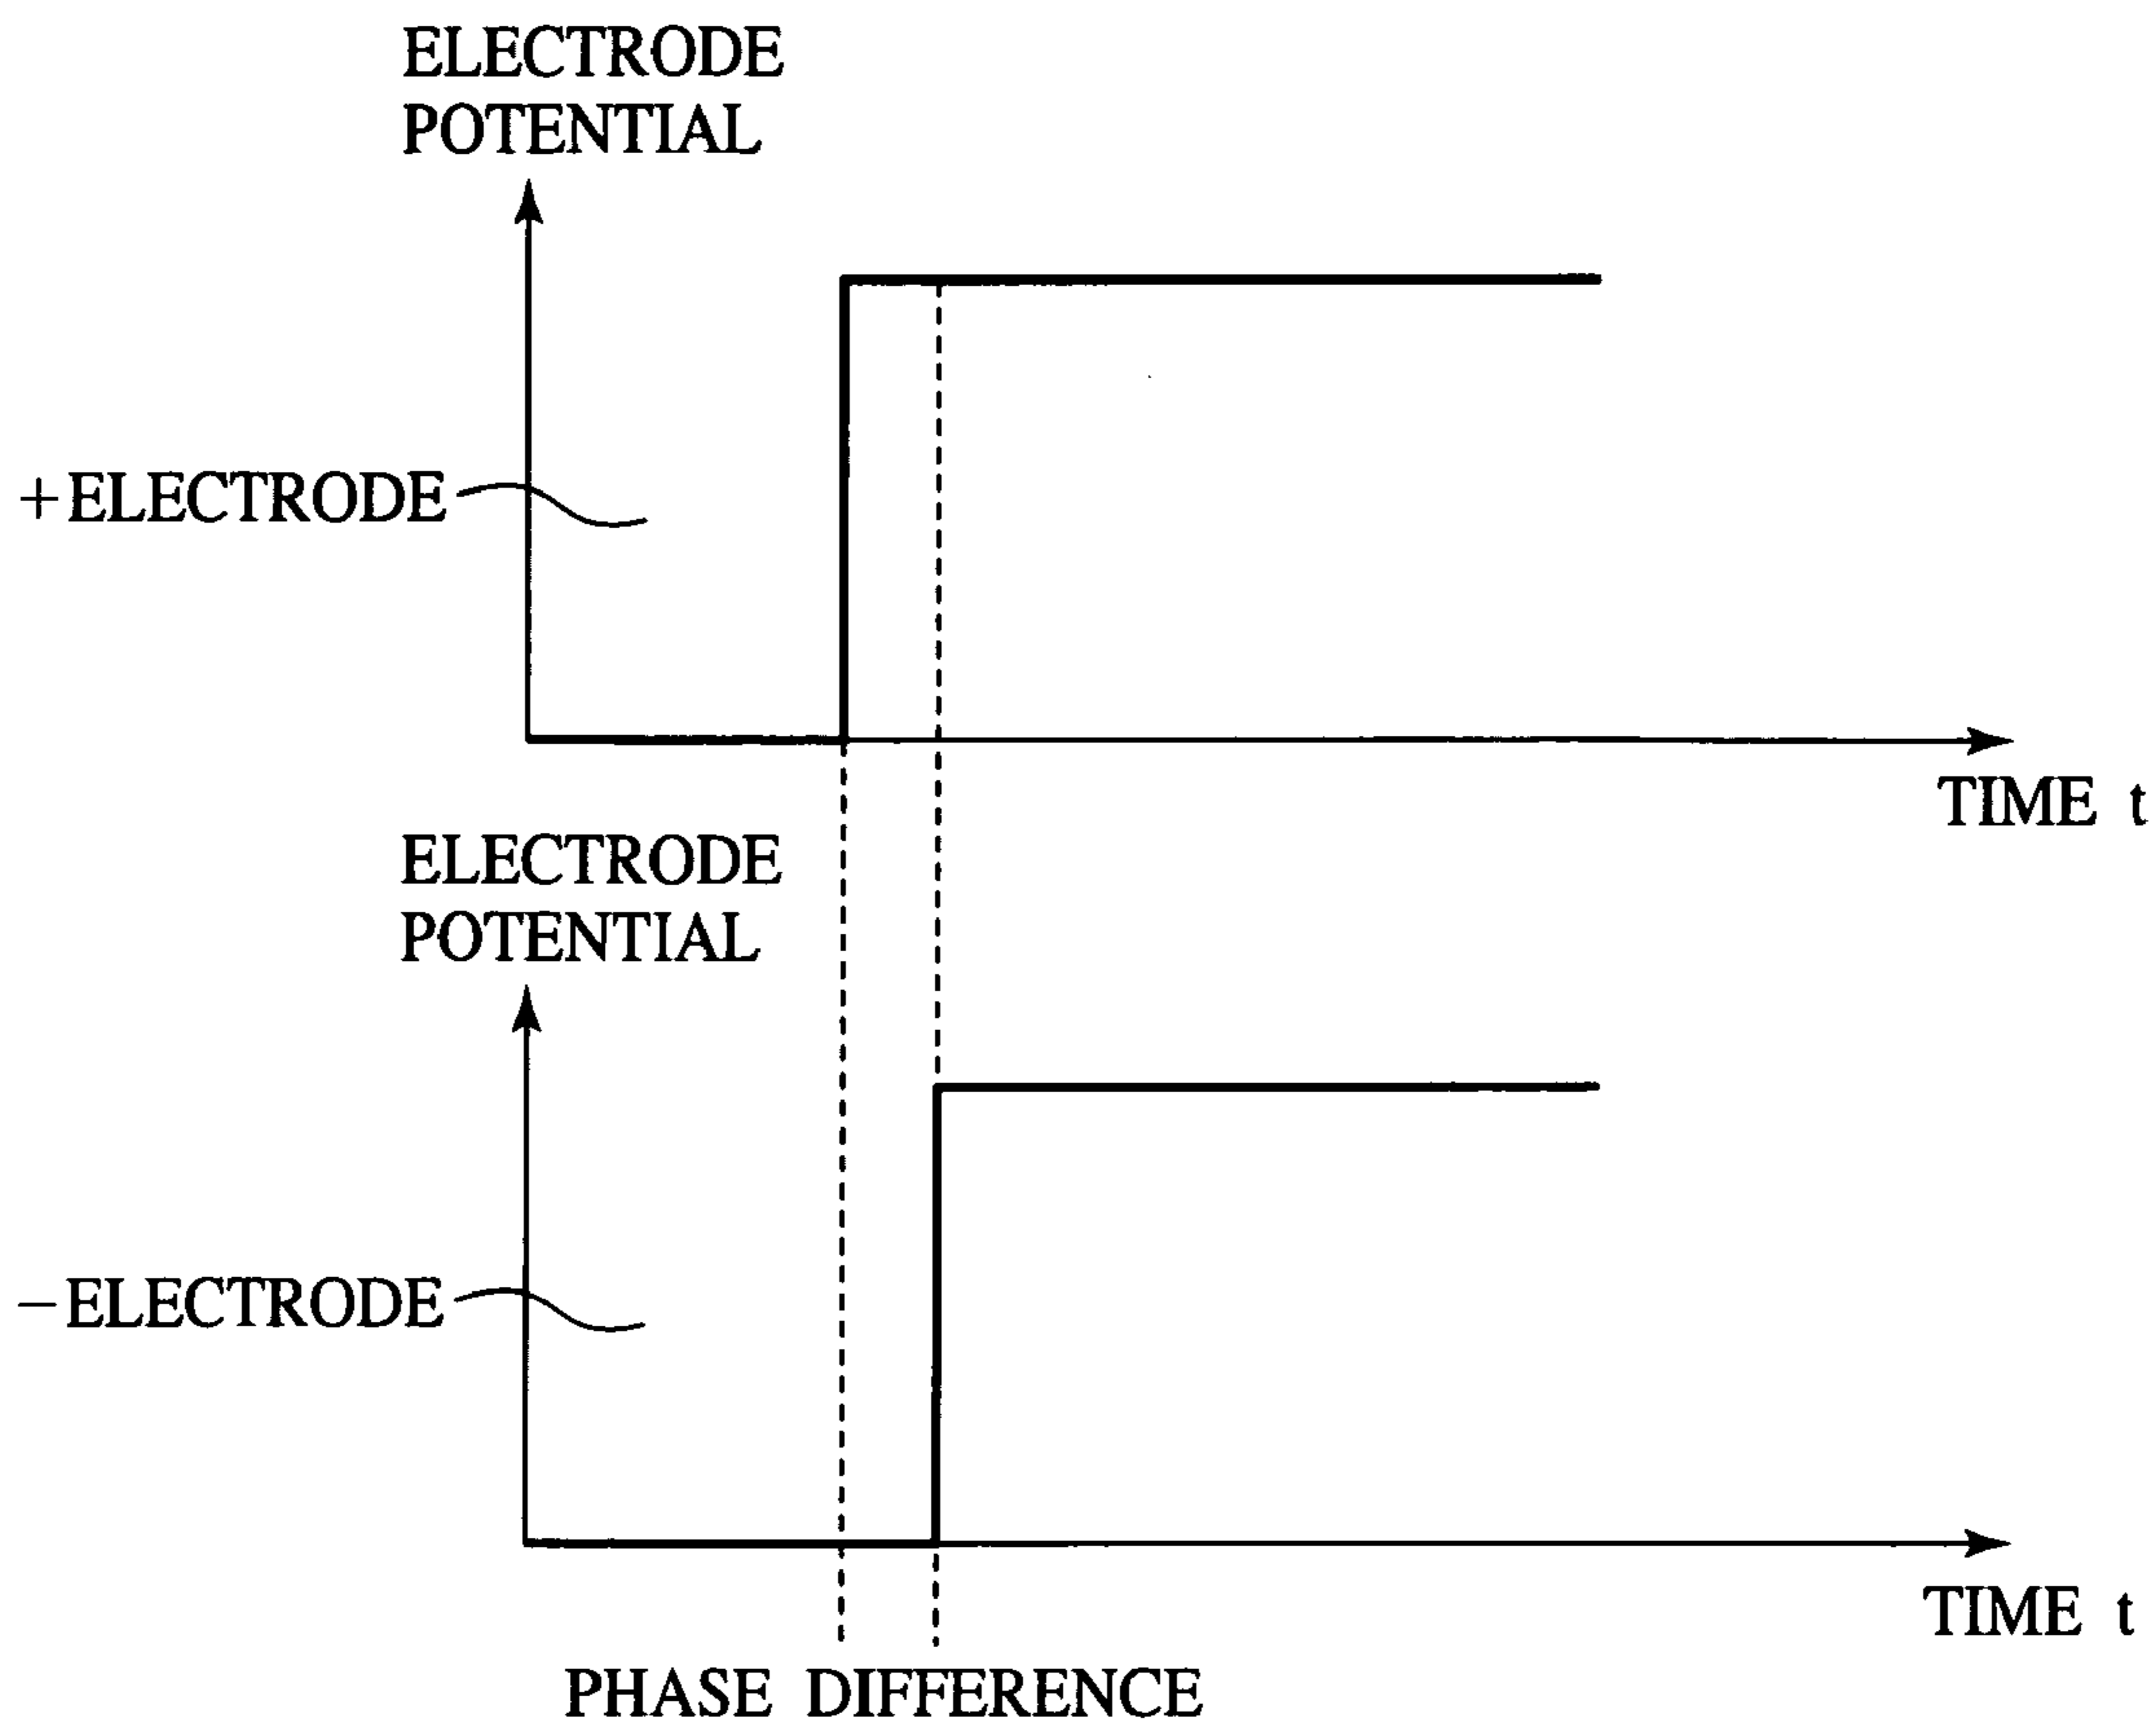 ELECTRODE
POTENTIAL
+ELECTRODE
TIME t
ELECTRODE
POTENTIAL
−ELECTRODE
TIME t
PHASE DIFFERENCE